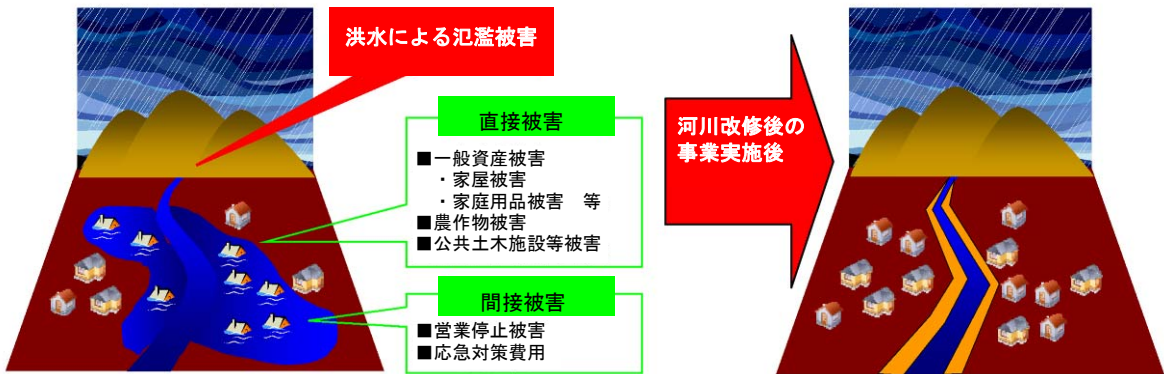 洪水による氾濫被害
直接被害
■一般資産被害
・家屋被害
・家庭用品被害　等
■農作物被害
■公共土木施設等被害
間接被害
■営業停止被害
■応急対策費用
河川改修後の
事業実施後